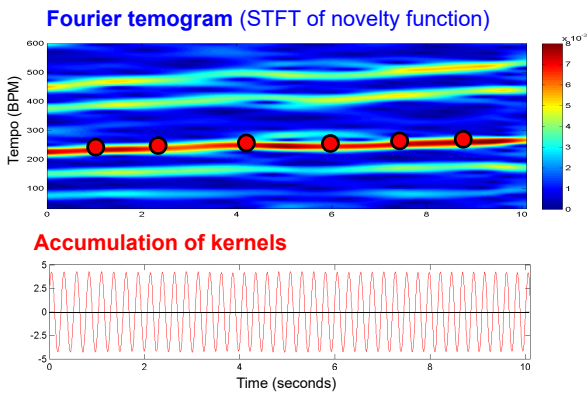 Fourier temogram (STFT of novelty function)
x 10⁻³
600
500
400
300
200
100
Tempo (BPM)
0 2 4 6 8 10
8
7
6
5
4
3
2
1
0
Accumulation of kernels
5
2.5
0
-2.5
-5
0 2 4 6 8 10
Time (seconds)